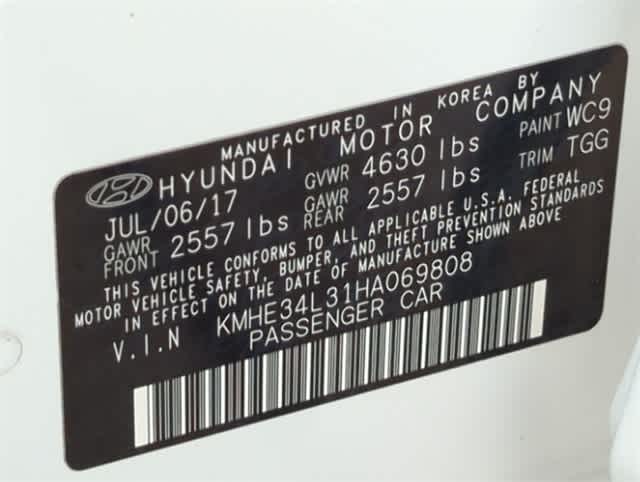 MANUFACTURED IN KOREA BY
HYUNDAI MOTOR COMPANY
JUL/06/17 GVWR 4630 lbs PAINT WC9
GAWR FRONT 2557 lbs GAWR REAR 2557 lbs TRIM TGG
THIS VEHICLE CONFORMS TO ALL APPLICABLE U.S.A. FEDERAL
MOTOR VEHICLE SAFETY, BUMPER, AND THEFT PREVENTION STANDARDS
IN EFFECT ON THE DATE OF MANUFACTURE SHOWN ABOVE
V.I.N KMHE34L31HA069808
PASSENGER CAR